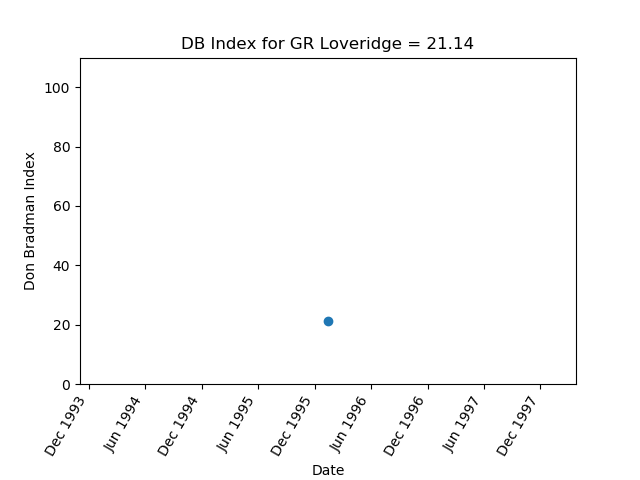 DB Index for GR Loveridge = 21.14
Don Bradman Index
100
80
60
40
20
0
Dec 1993
Jun 1994
Dec 1994
Jun 1995
Dec 1995
Jun 1996
Dec 1996
Jun 1997
Dec 1997
Date